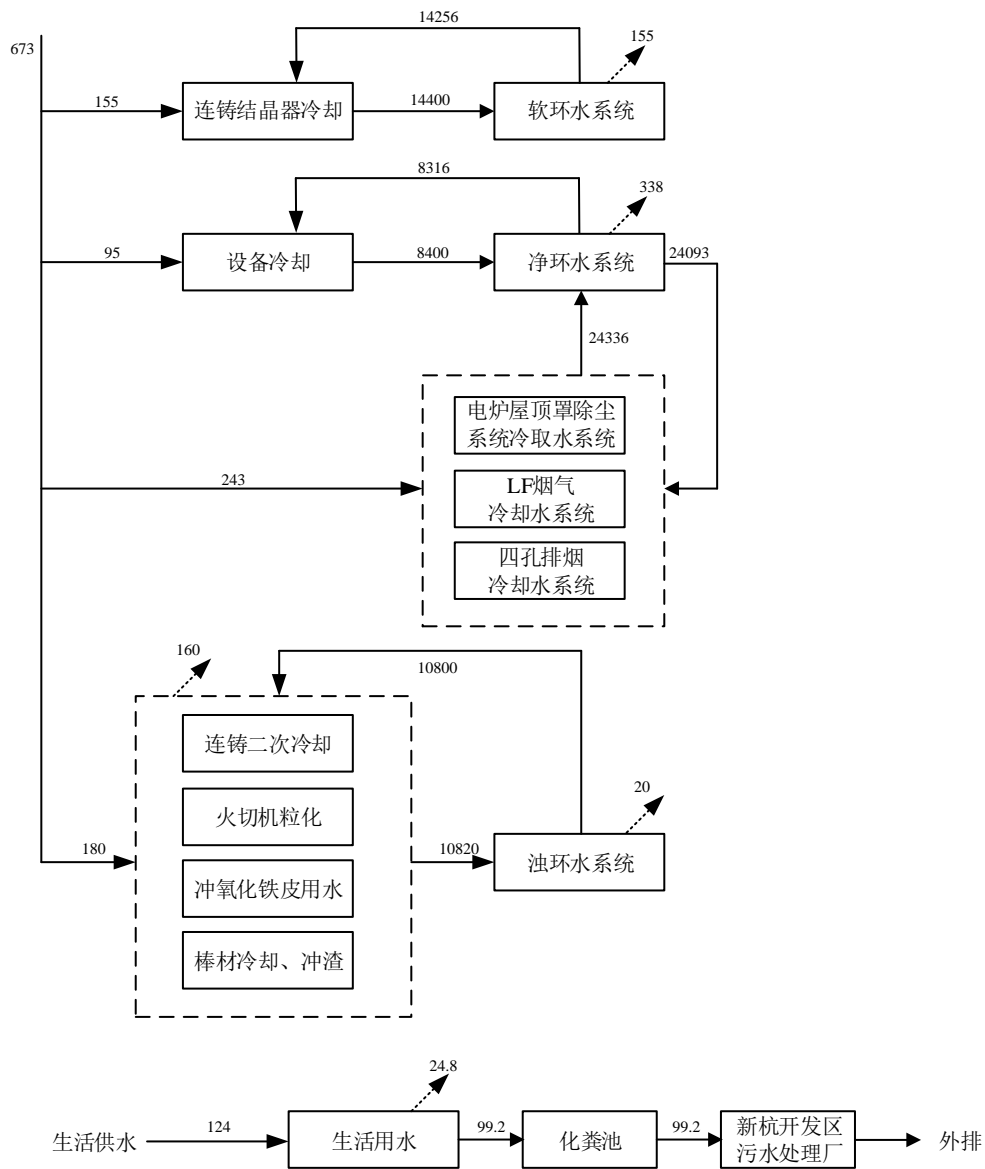 14256
155
673
155
连铸结晶器冷却
14400
软环水系统
8316
338
95
设备冷却
8400
净环水系统
24093
24336
电炉屋顶罩除尘
系统冷取水系统
243
LF烟气
冷却水系统
四孔排烟
冷却水系统
160
10800
连铸二次冷却
20
火切机粒化
180
10820
浊环水系统
冲氧化铁皮用水
棒材冷却、冲渣
24.8
生活供水
124
生活用水
99.2
化粪池
99.2
新杭开发区
污水处理厂
外排